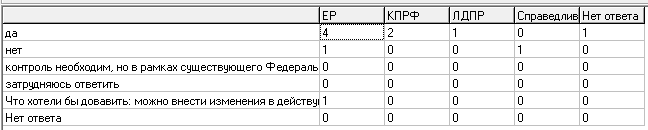 ЕР КПРФ ЛДПР Справедлив Нет ответа
да 4 2 1 0 1
нет 1 0 0 1 0
контроль необходим, но в рамках существующего Федераль 0 0 0 0 0
затрудняюсь ответить 0 0 0 0 0
Что хотели бы довавить: можно внести изменения в действу 1 0 0 0 0
Нет ответа 0 0 0 0 0